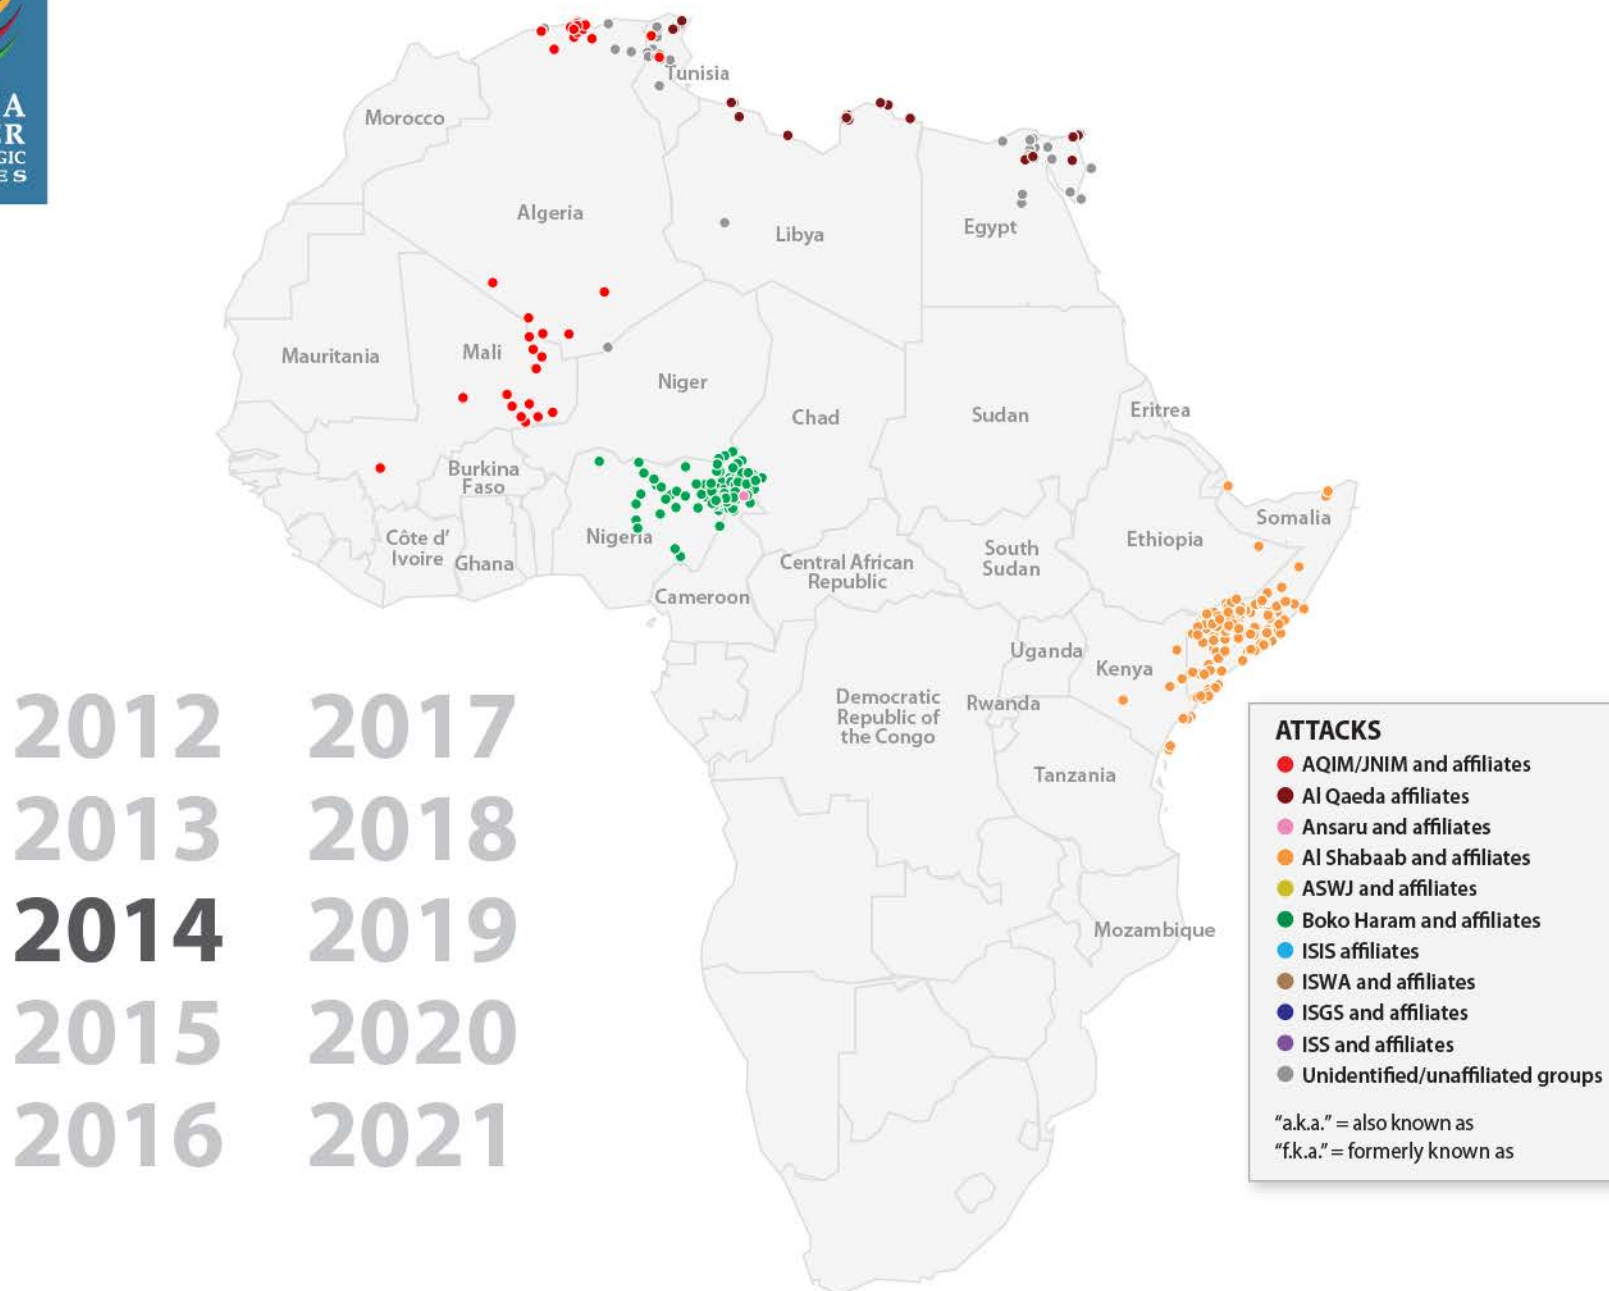 A
ER
GIC
ES
Tunisia
Morocco
Algeria
Libya
Egypt
Mauritania
Mali
Niger
Chad
Sudan
Eritrea
Burkina
Faso
Nigeria
Côte d’
Ivoire
Ghana
Cameroon
Central African
Republic
South
Sudan
Ethiopia
Somalia
Uganda
Kenya
Democratic
Republic of
the Congo
Rwanda
Tanzania
Mozambique
2012 2017
2013 2018
2014 2019
2015 2020
2016 2021
ATTACKS
AQIM/JNIM and affiliates
Al Qaeda affiliates
Ansaru and affiliates
Al Shabaab and affiliates
ASWJ and affiliates
Boko Haram and affiliates
ISIS affiliates
ISWA and affiliates
ISGS and affiliates
ISS and affiliates
Unidentified/unaffiliated groups
“a.k.a.” = also known as
“f.k.a.” = formerly known as